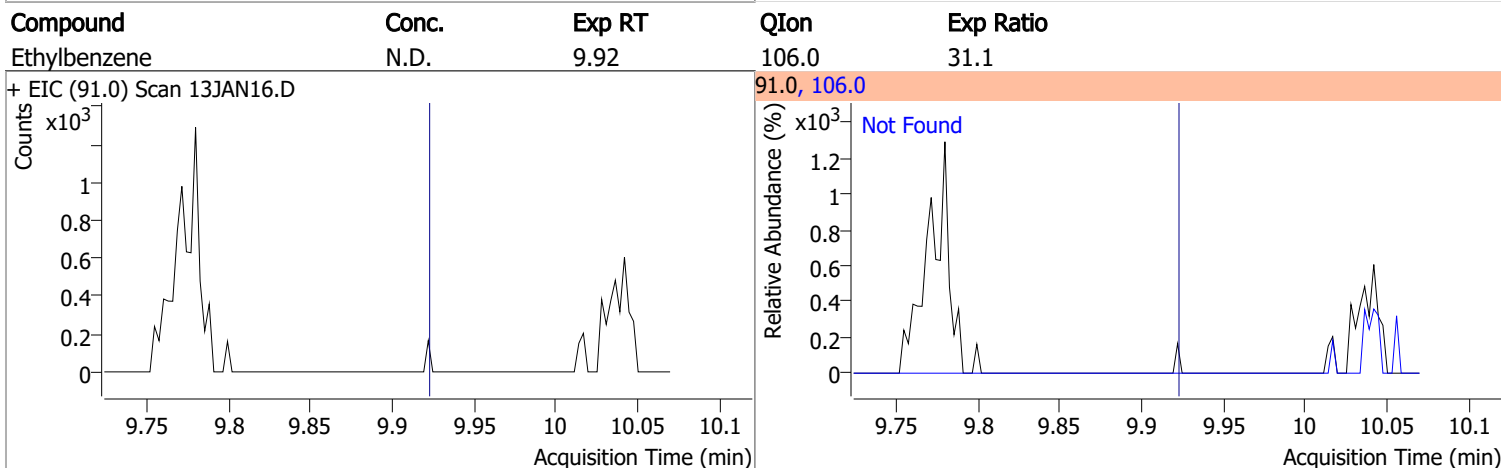 Compound Conc. Exp RT QIon Exp Ratio
Ethylbenzene N.D. 9.92 106.0 31.1
+ EIC (91.0) Scan 13JAN16.D
Counts
x10³
1
0.8
0.6
0.4
0.2
0
9.75 9.8 9.85 9.9 9.95 10 10.05 10.1
Acquisition Time (min)
91.0, 106.0
Relative Abundance (%)
x10³
Not Found
1.2
1
0.8
0.6
0.4
0.2
0
9.75 9.8 9.85 9.9 9.95 10 10.05 10.1
Acquisition Time (min)